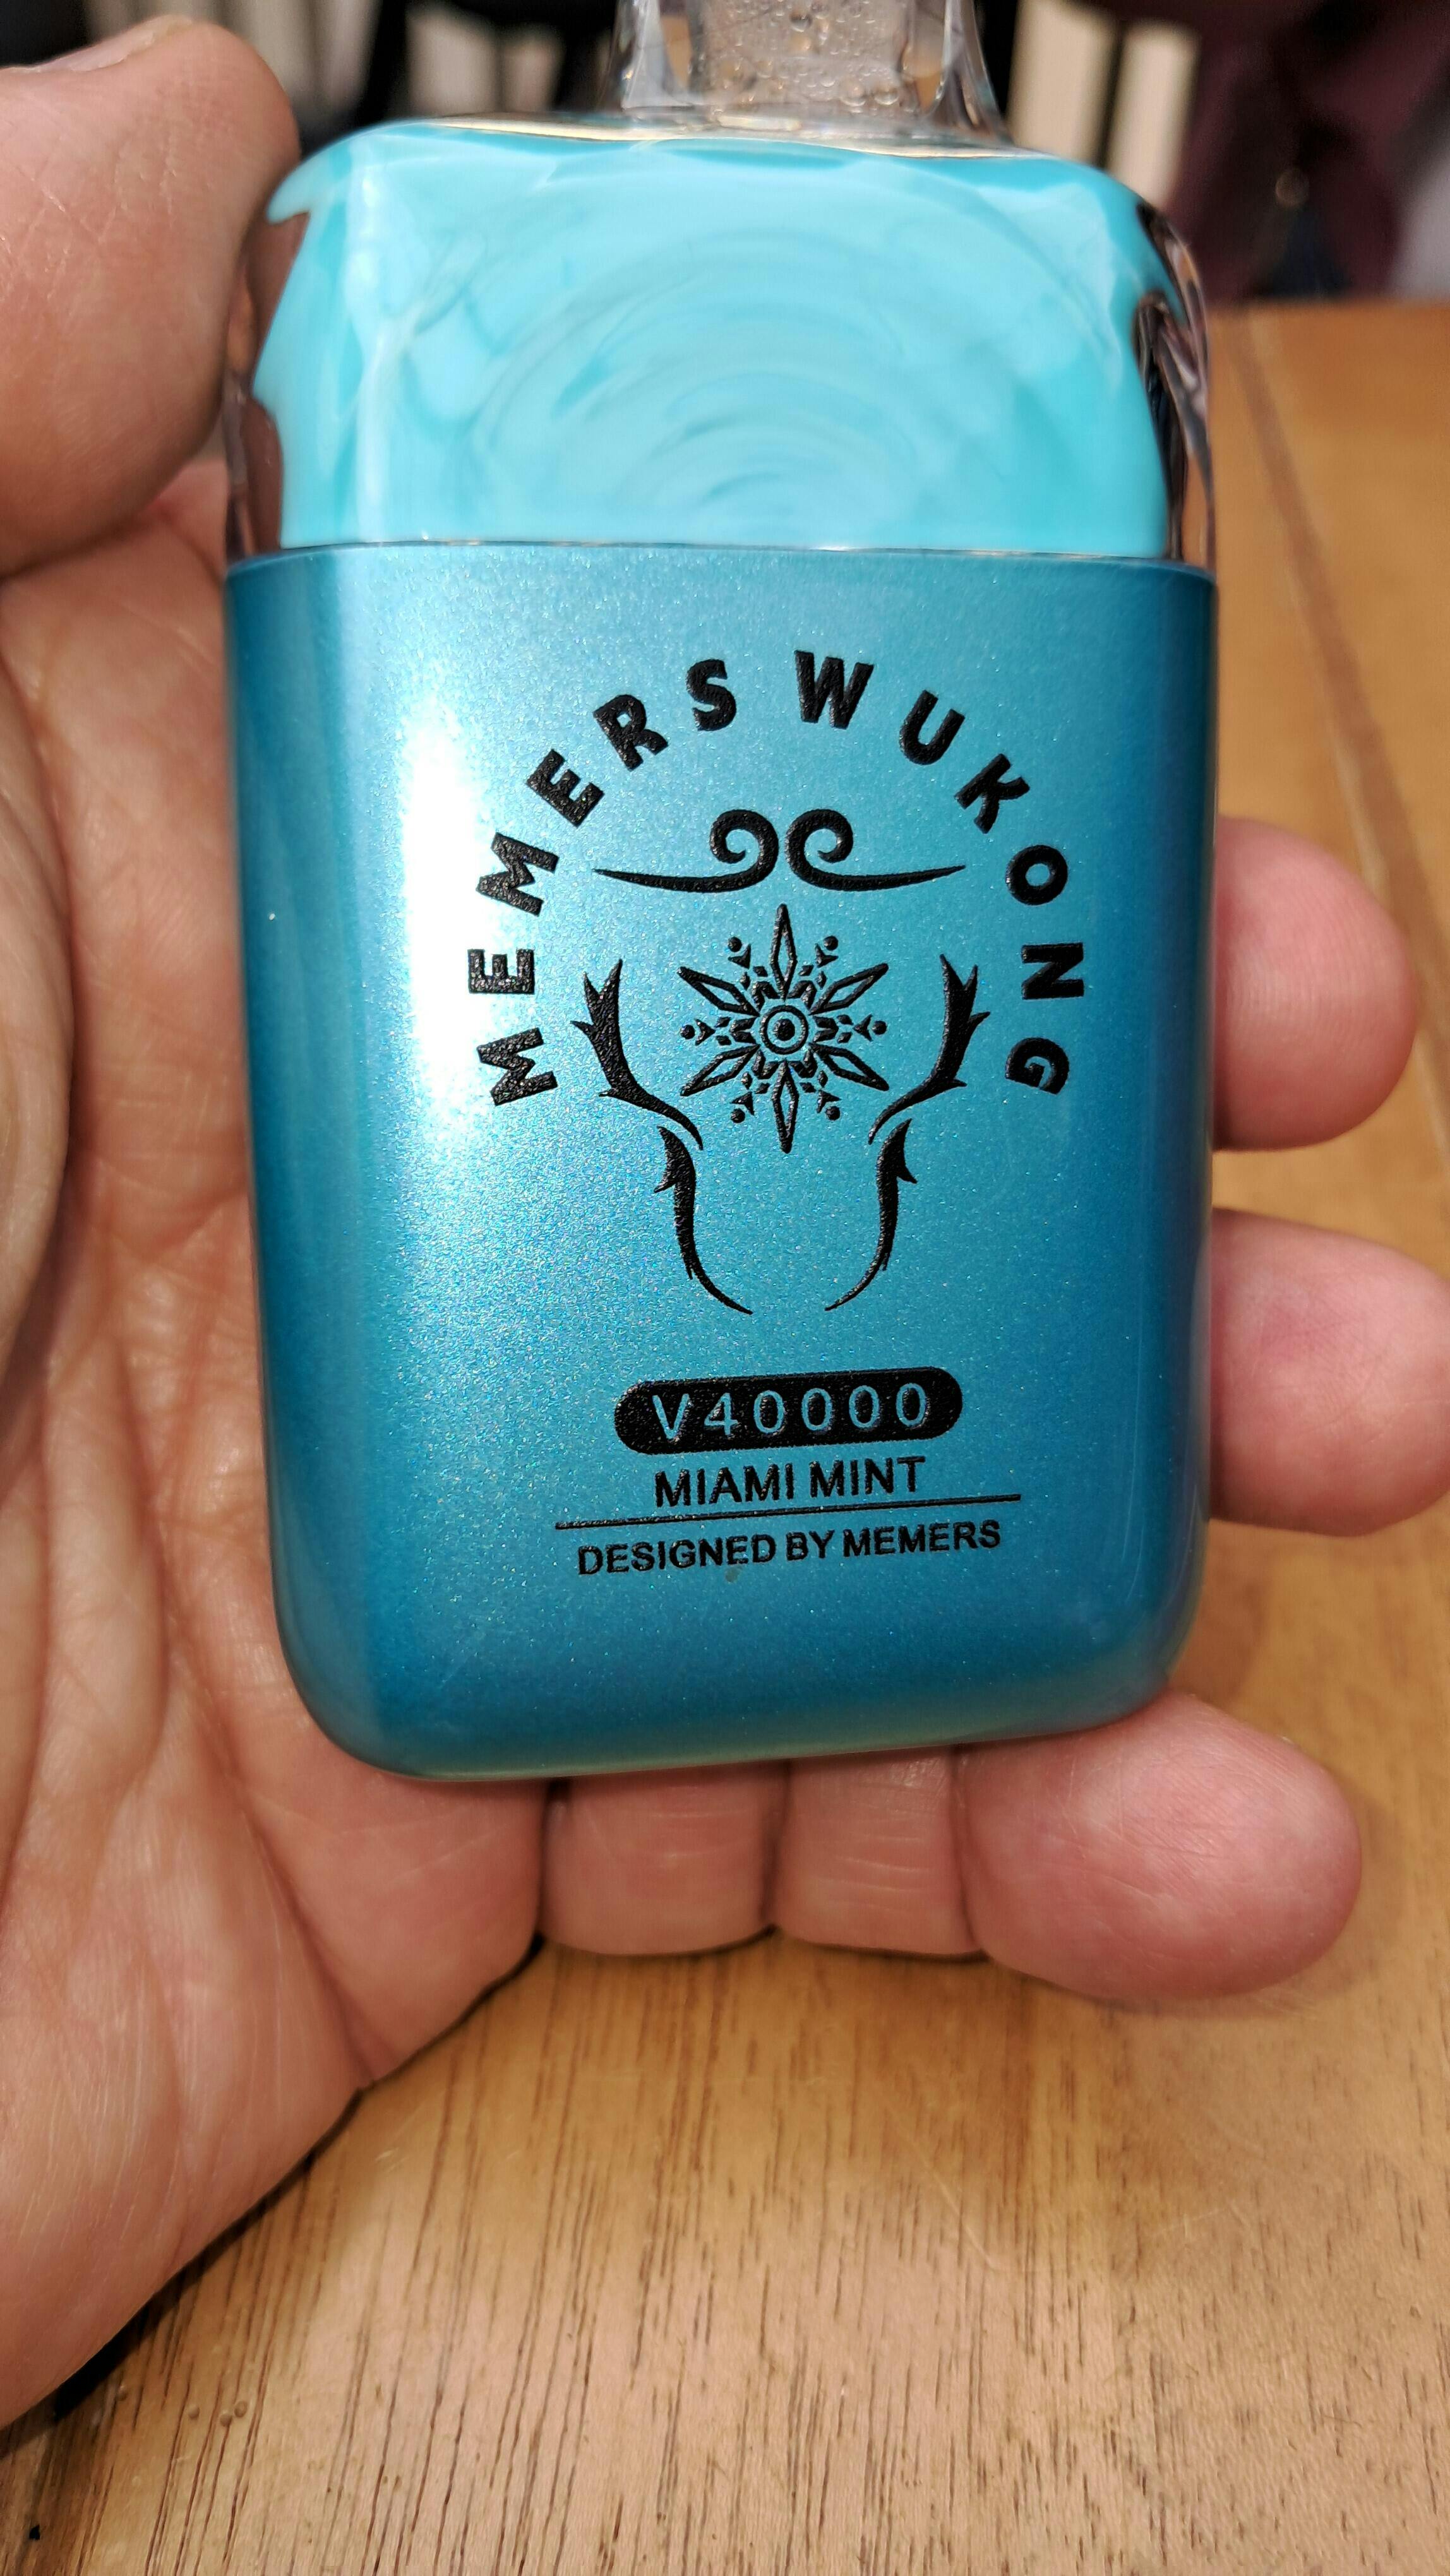 MEMERS WUKONG
V40000
MIAMI MINT
DESIGNED BY MEMERS